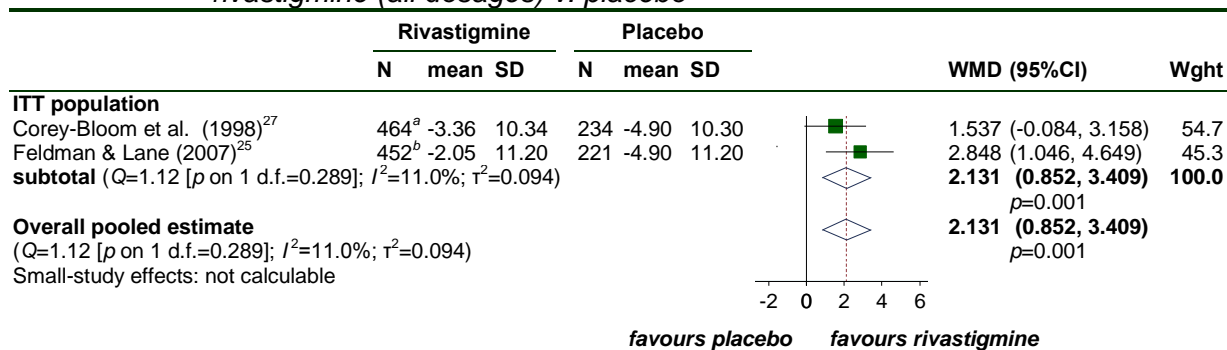 rivastigmine (all dosages) v. placebo
Rivastigmine Placebo
N mean SD N mean SD WMD (95%CI) Wght
ITT population
Corey-Bloom et al. (1998)27 464a -3.36 10.34 234 -4.90 10.30 1.537 (-0.084, 3.158) 54.7
Feldman & Lane (2007)25 452b -2.05 11.20 221 -4.90 11.20 2.848 (1.046, 4.649) 45.3
subtotal (Q=1.12 [p on 1 d.f.=0.289]; I2=11.0%; τ2=0.094) 2.131 (0.852, 3.409) 100.0
p=0.001
Overall pooled estimate 2.131 (0.852, 3.409)
(Q=1.12 [p on 1 d.f.=0.289]; I2=11.0%; τ2=0.094) p=0.001
Small-study effects: not calculable
-2 0 2 4 6
favours placebo favours rivastigmine